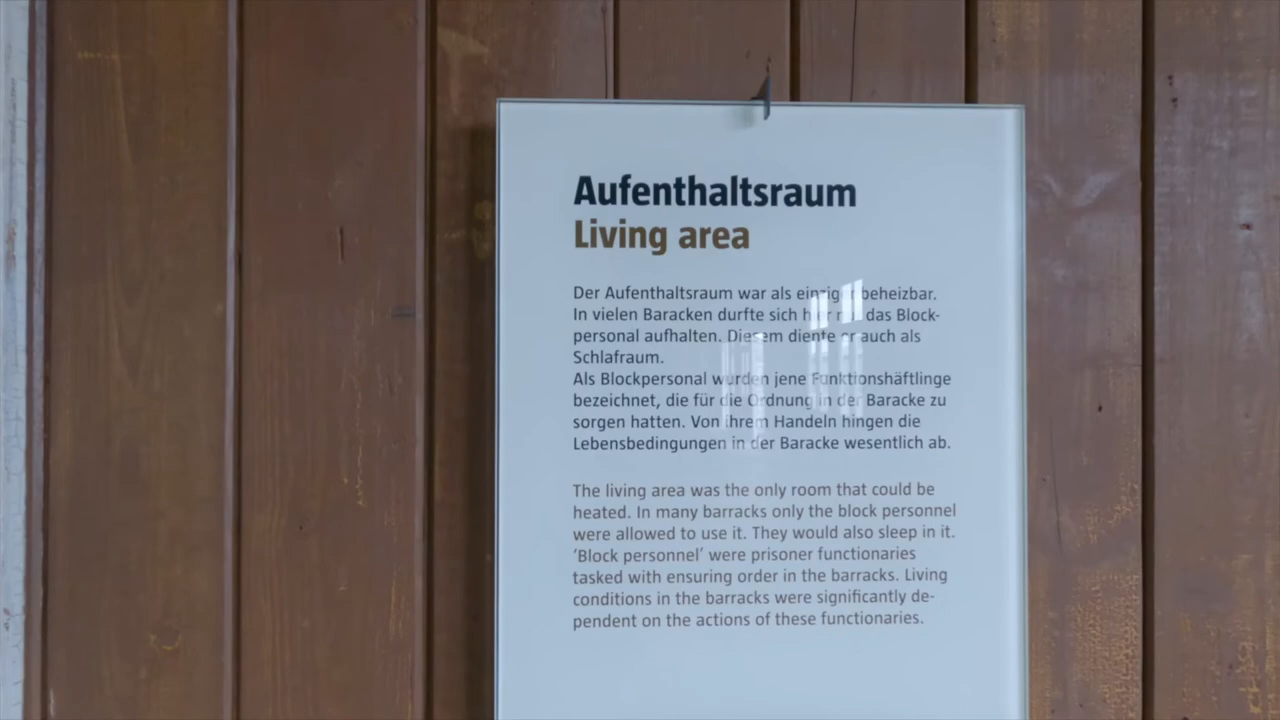 Aufenthaltsraum
Living area
Der Aufenthaltsraum war als einziger beheizbar.
In vielen Baracken durfte sich hier nur das Block-
personal aufhalten. Diesem diente er auch als
Schlafraum.
Als Blockpersonal wurden jene Funktionshäftlinge
bezeichnet, die für die Ordnung in der Baracke zu
sorgen hatten. Von ihrem Handeln hingen die
Lebensbedingungen in der Baracke wesentlich ab.
The living area was the only room that could be
heated. In many barracks only the block personnel
were allowed to use it. They would also sleep in it.
‘Block personnel’ were prisoner functionaries
tasked with ensuring order in the barracks. Living
conditions in the barracks were significantly de-
pendent on the actions of these functionaries.